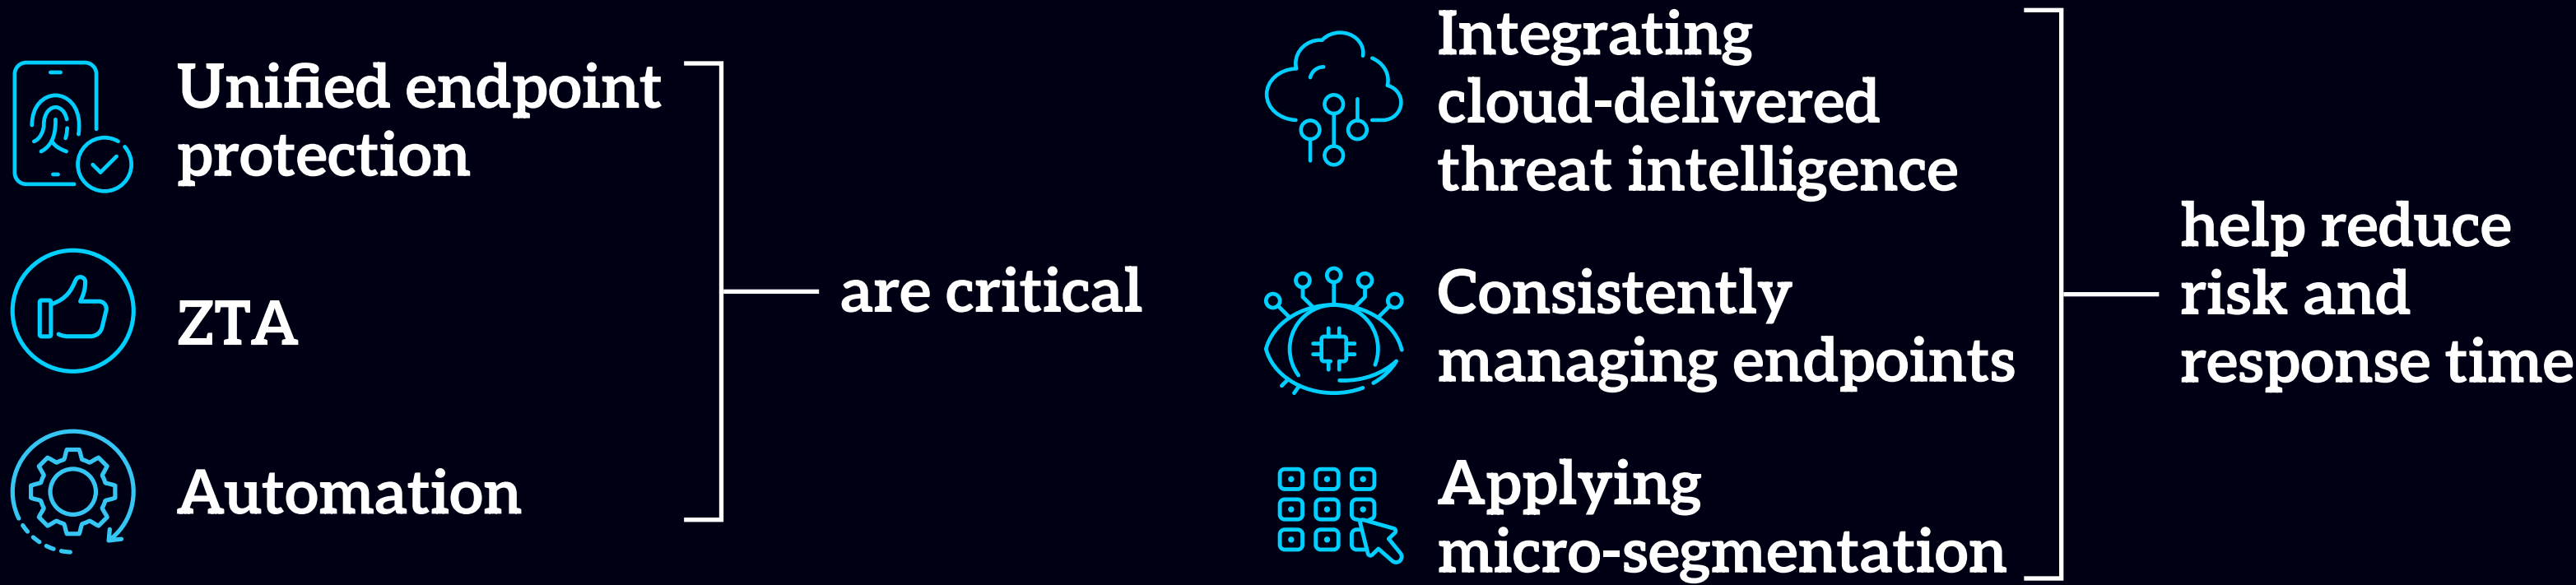 Unified endpoint
protection
ZTA
Automation
are critical
Integrating
cloud-delivered
threat intelligence
Consistently
managing endpoints
Applying
micro-segmentation
help reduce
risk and
response time